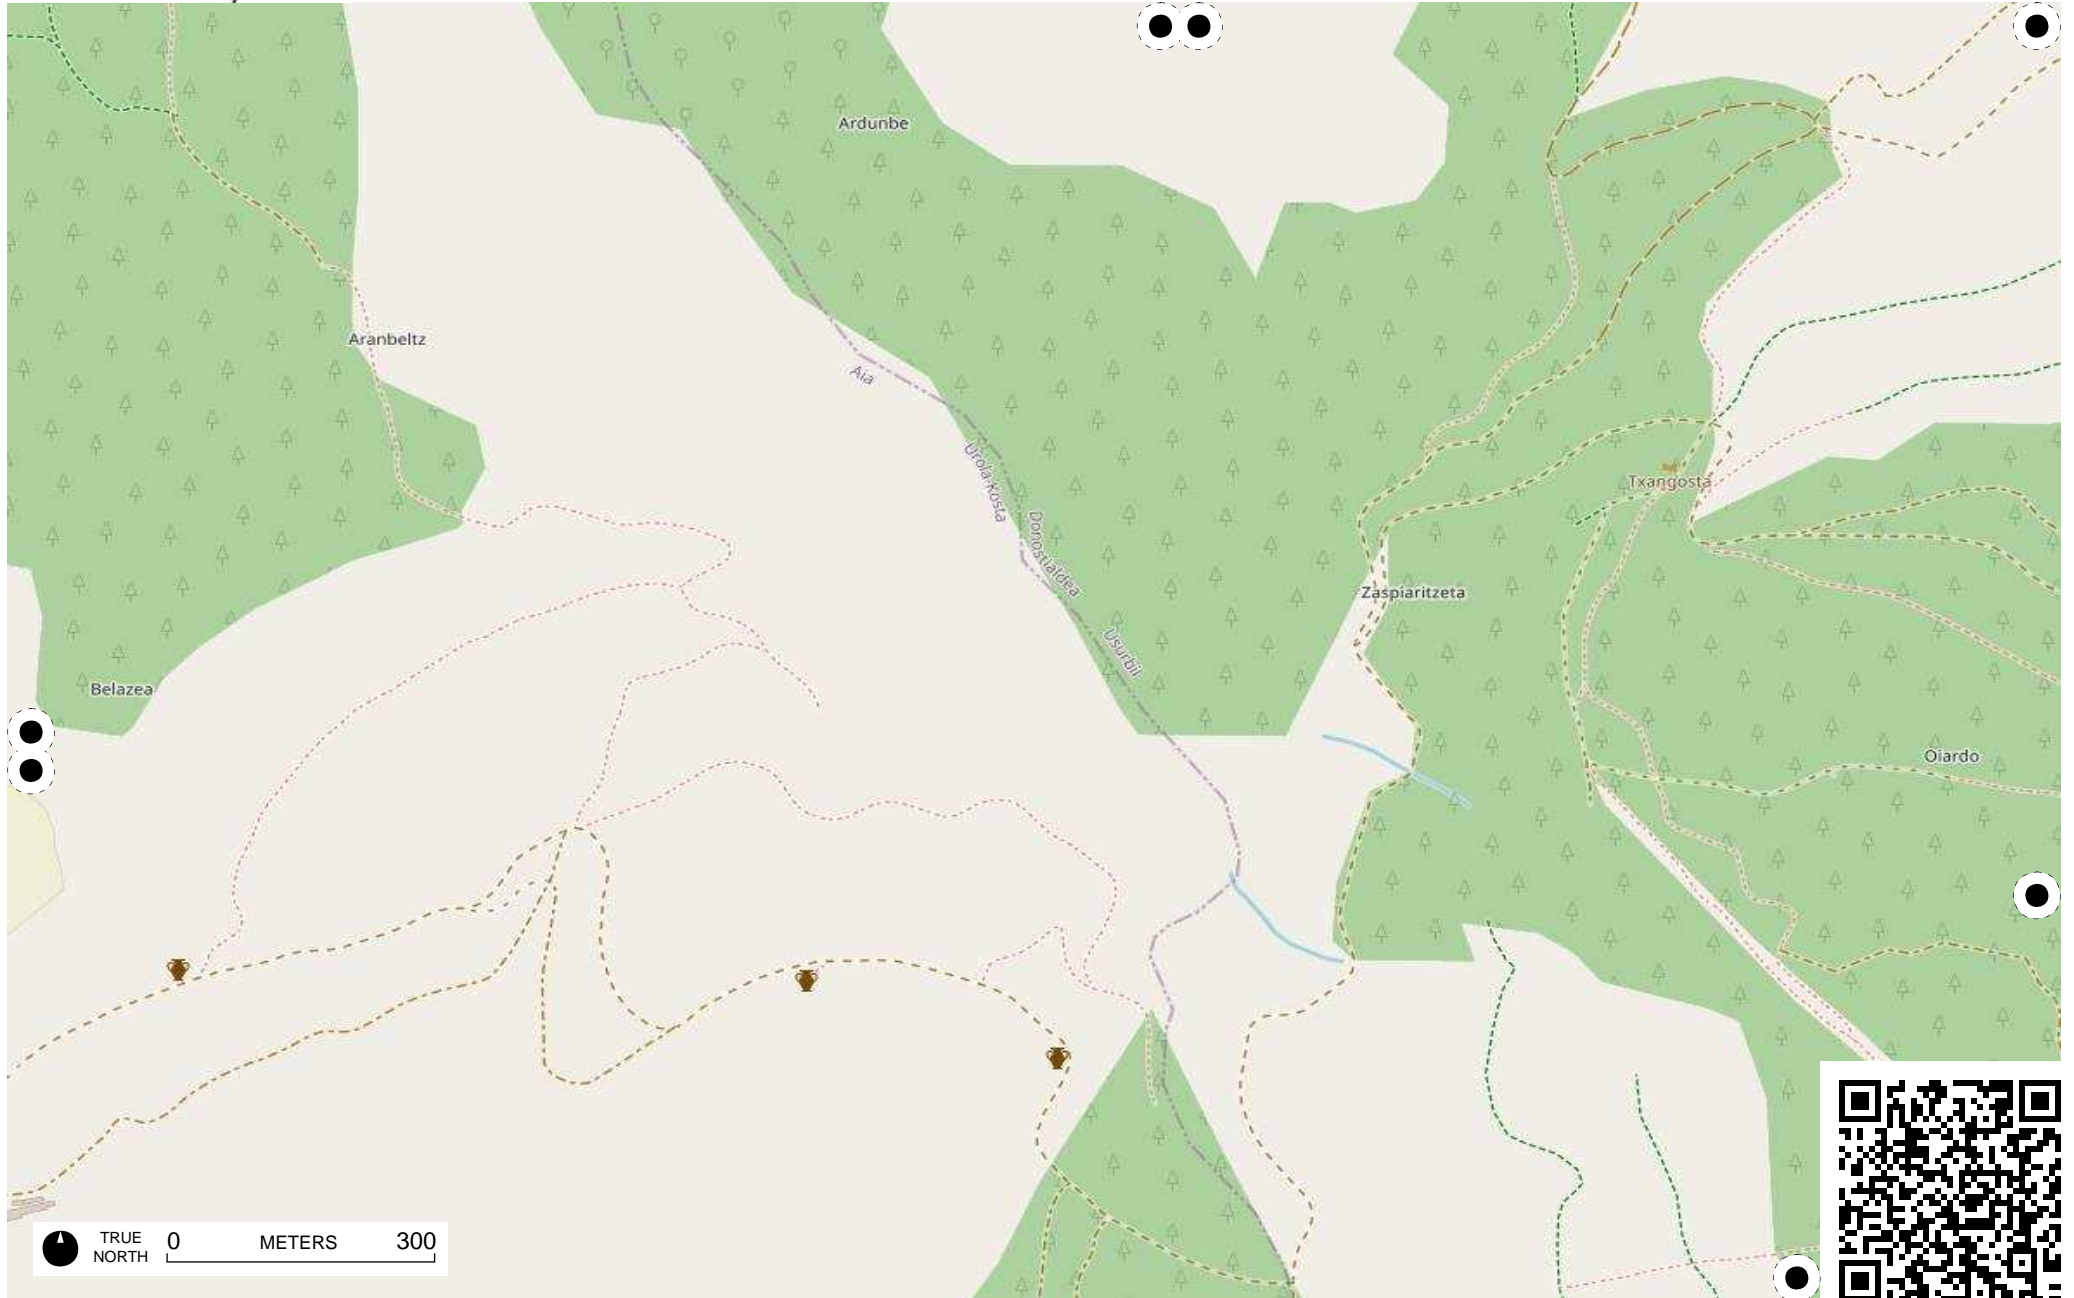 Ardunbe
Aranbeltz
Aia
Urola-Kosta
Txangosta
Donostialdea
Zaspiaritzeta
Usurbil
Belazea
Oiardo
TRUE
NORTH
0 METERS 300